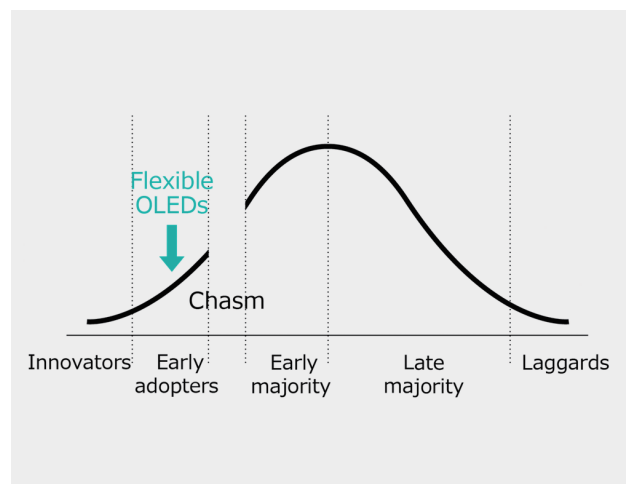 Flexible
OLEDs
Chasm
Innovators
Early
adopters
Early
majority
Late
majority
Laggards